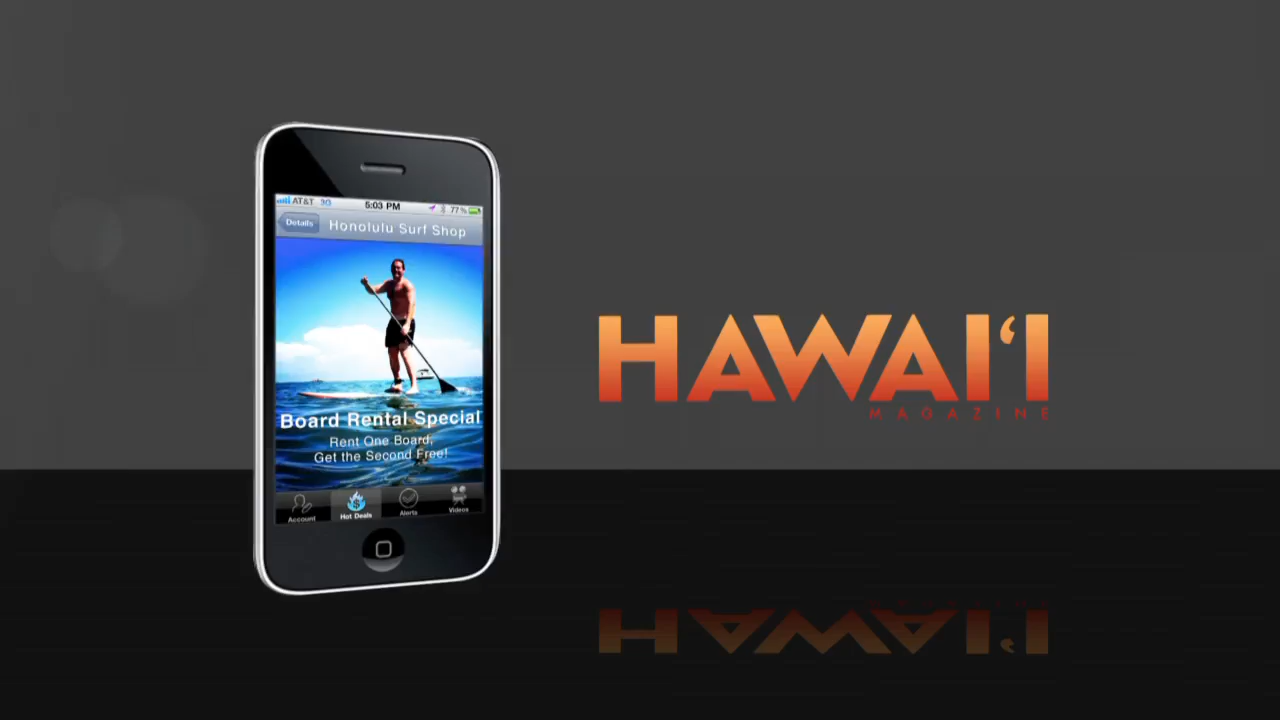 AT&T 3G 5:03 PM 77%
Details Honolulu Surf Shop
Board Rental Special
Rent One Board,
Get the Second Free!
Account Hot Deals Alerts Videos
HAWAIʻI
MAGAZINE